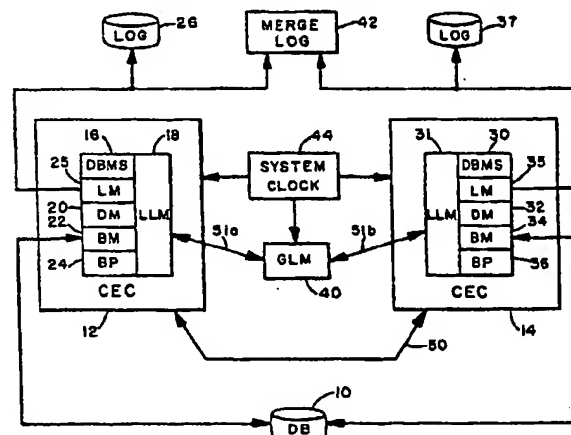 LOG 26 MERGE LOG 42 LOG 37
16 18 44 31 30
25 DBMS SYSTEM CLOCK DBMS 35
LM LM
20 DM LLM LLM DM 32
22 BM 51a GLM 51b BM 34
24 BP BP 36
CEC 40 CEC
12 50 14
10
DB